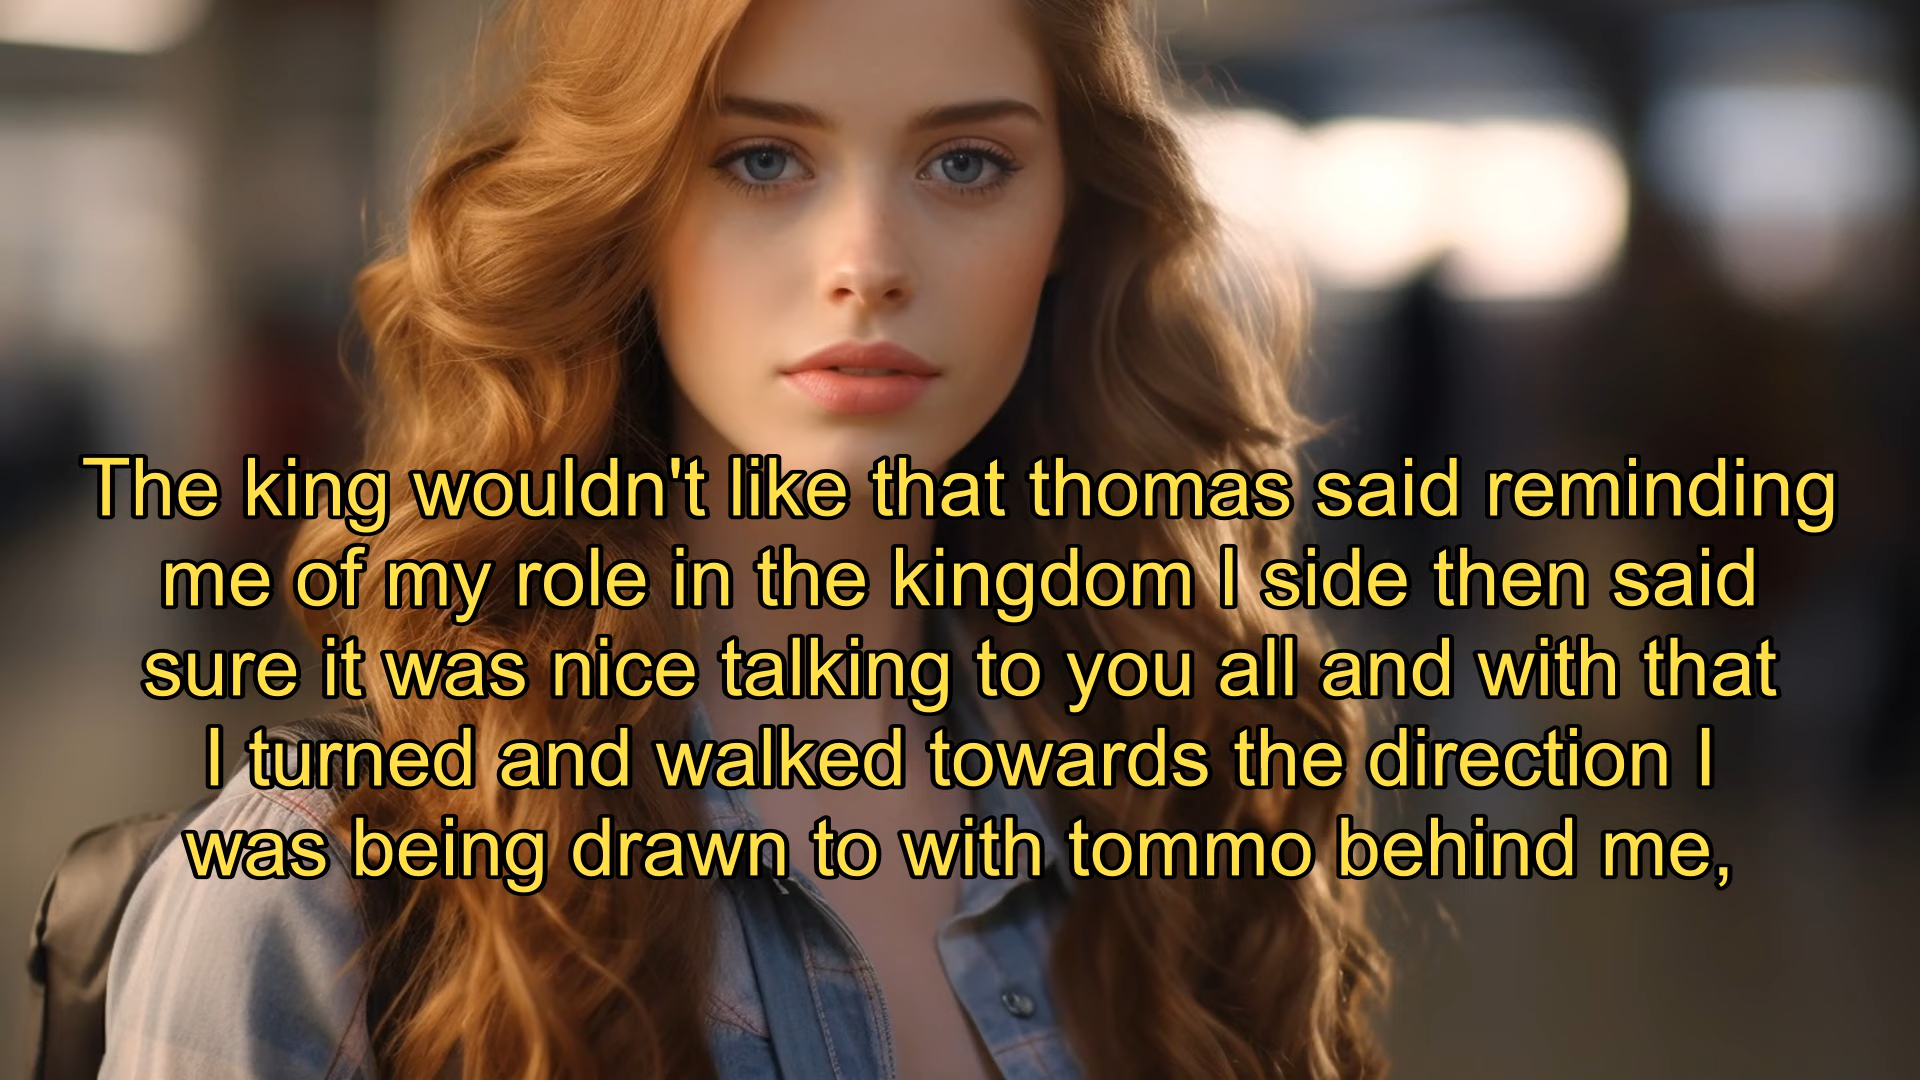 The king wouldn't like that thomas said reminding
me of my role in the kingdom I side then said
sure it was nice talking to you all and with that
I turned and walked towards the direction I
was being drawn to with tommo behind me,